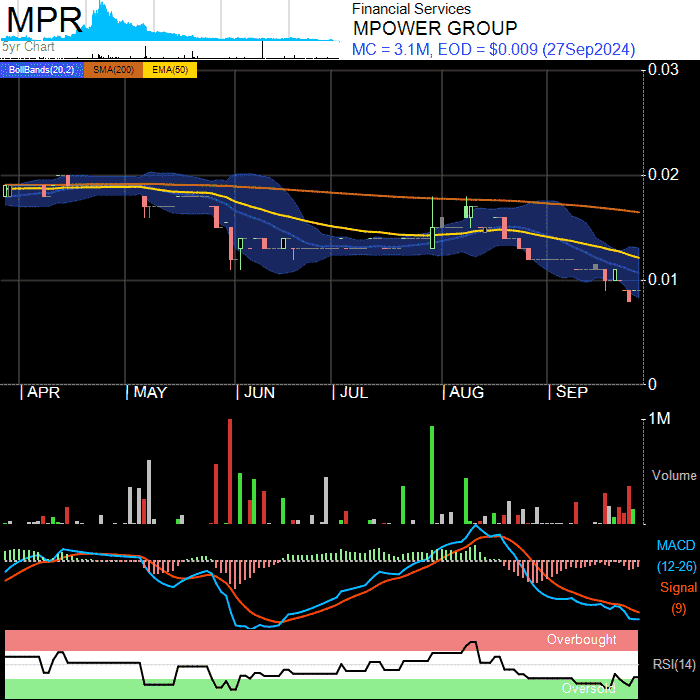 MPR
5yr Chart
Financial Services
MPOWER GROUP
MC = 3.1M, EOD = $0.009 (27Sep2024)
BollBands(20,2) SMA(200) EMA(50)
0.03
0.02
0.01
0
APR MAY JUN JUL AUG SEP
1M
Volume
MACD
(12-26)
Signal
(9)
Overbought
RSI(14)
Oversold